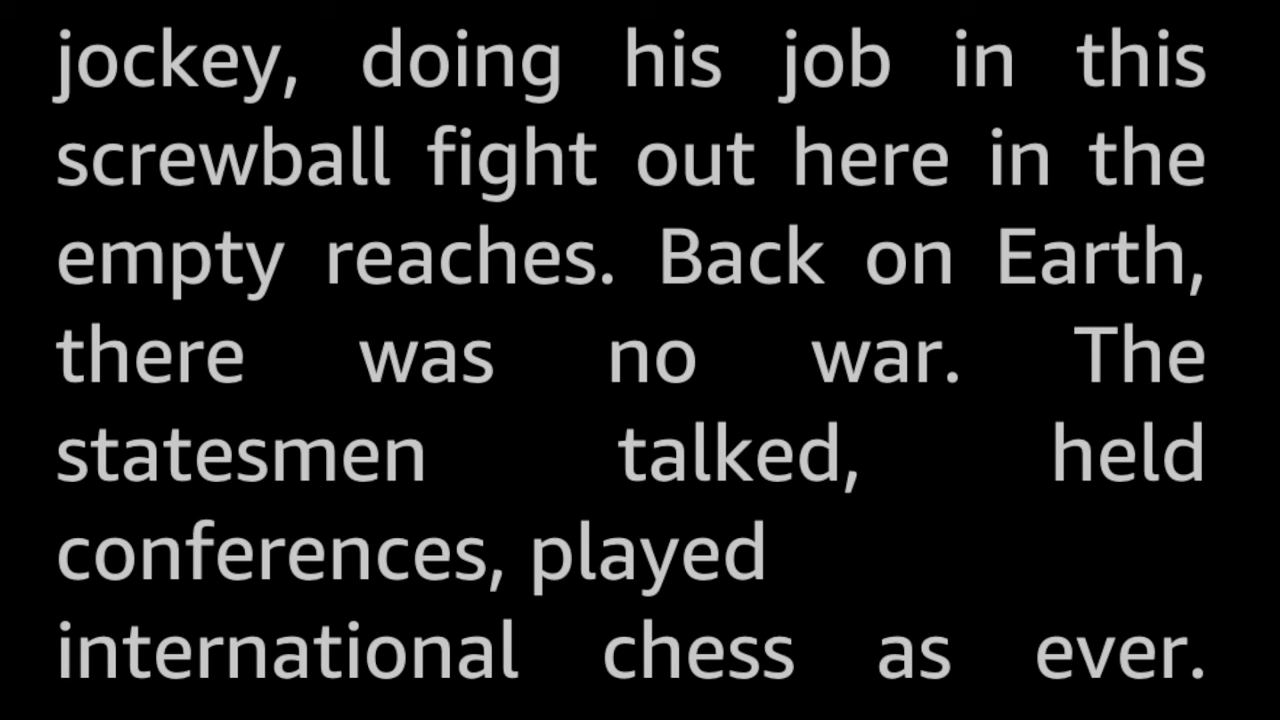 jockey, doing his job in this
screwball fight out here in the
empty reaches. Back on Earth,
there was no war. The
statesmen talked, held
conferences, played
international chess as ever.